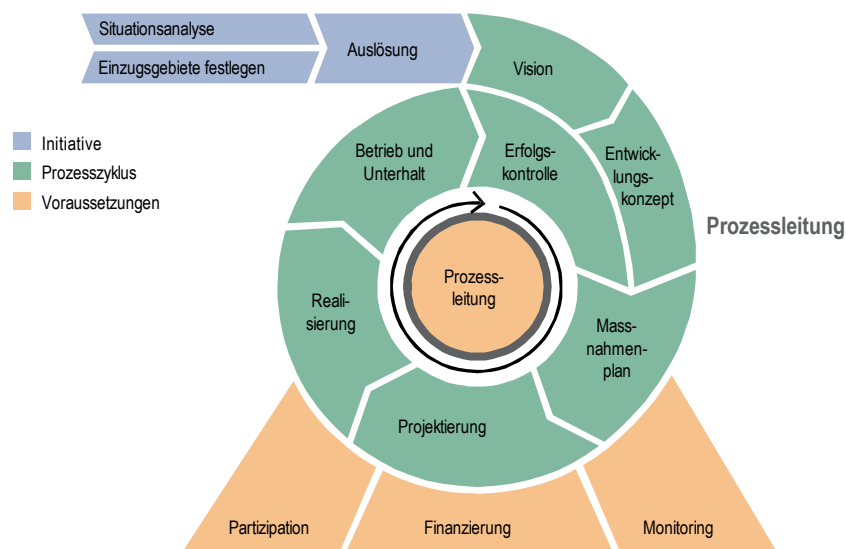 Situationsanalyse
Einzugsgebiete festlegen
Auslösung
Vision
Entwick-
lungs-
konzept
Betrieb und
Unterhalt
Erfolgs-
kontrolle
Initiative
Prozesszyklus
Voraussetzungen
Prozessleitung
Prozess-
leitung
Reali-
sierung
Mass-
nahmen-
plan
Projektierung
Partizipation
Finanzierung
Monitoring